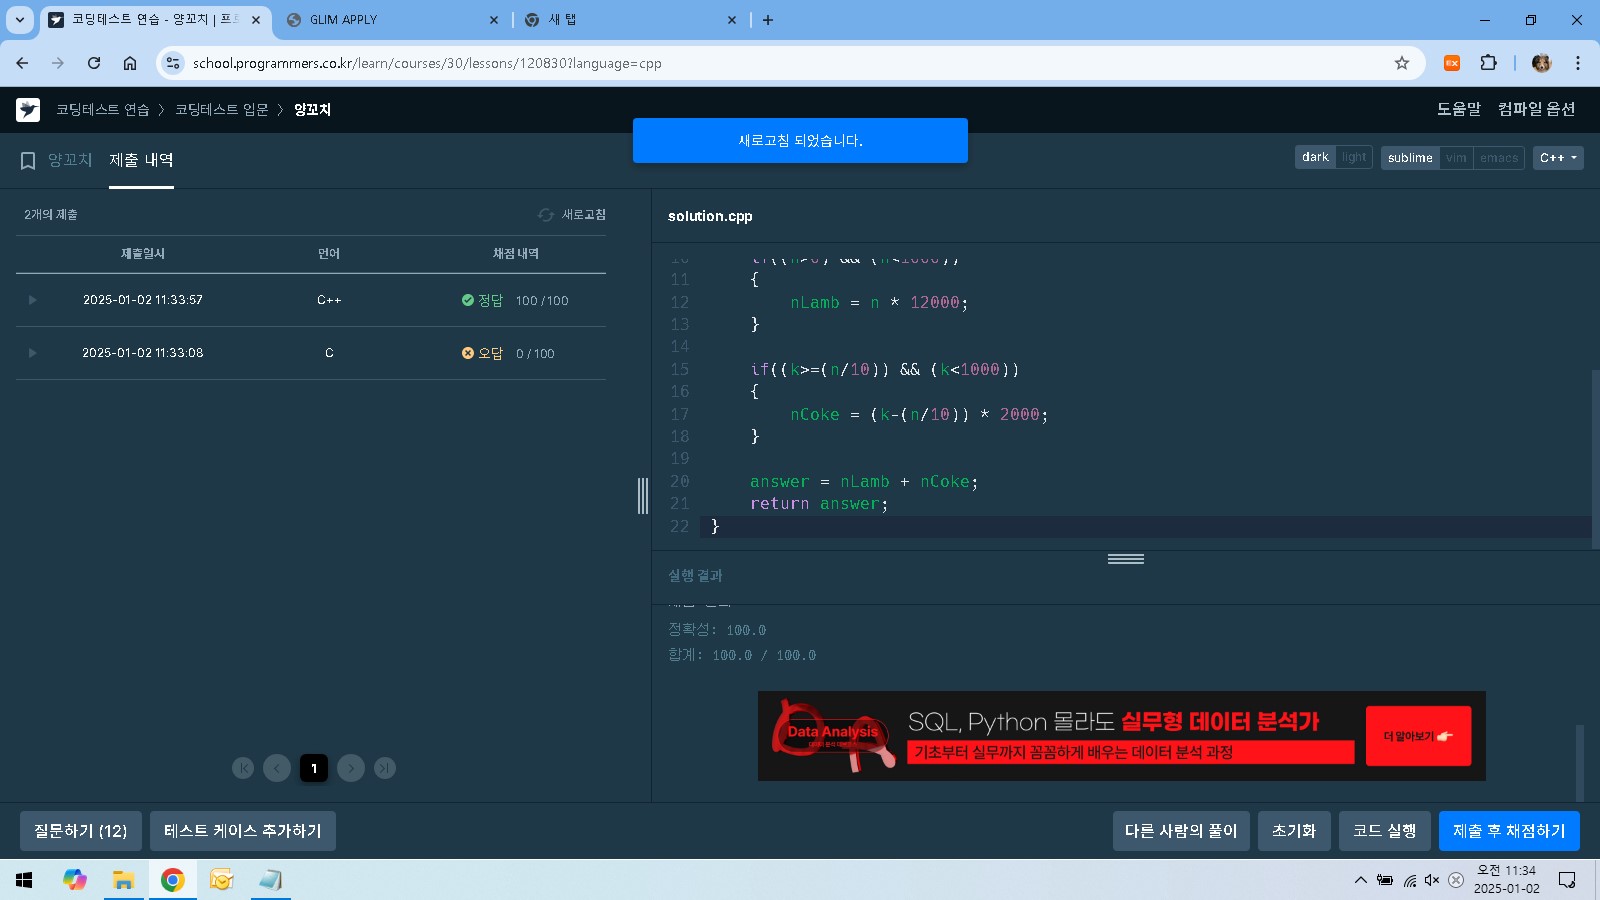 코딩테스트 연습 - 양꼬치 | 프
GLIM APPLY
새 탭
school.programmers.co.kr/learn/courses/30/lessons/120830?language=cpp
코딩테스트 연습
코딩테스트 입문
양꼬치
도움말
컴파일 옵션
새로고침 되었습니다.
양꼬치
제출 내역
dark
light
sublime
vim
emacs
C++
2개의 제출
새로고침
제출일시
언어
채점 내역
2025-01-02 11:33:57
C++
정답
100 / 100
2025-01-02 11:33:08
C
오답
0 / 100
1
solution.cpp
10 if((n>0) && (n<1000))
11 {
12 nLamb = n * 12000;
13 }
14
15 if((k>=(n/10)) && (k<1000))
16 {
17 nCoke = (k-(n/10)) * 2000;
18 }
19
20 answer = nLamb + nCoke;
21 return answer;
22 }
실행 결과
정확성: 100.0
합계: 100.0 / 100.0
Data Analysis
SQL, Python 몰라도 실무형 데이터 분석가
기초부터 실무까지 꼼꼼하게 배우는 데이터 분석 과정
더 알아보기
질문하기 (12)
테스트 케이스 추가하기
다른 사람의 풀이
초기화
코드 실행
제출 후 채점하기
오전 11:34
2025-01-02